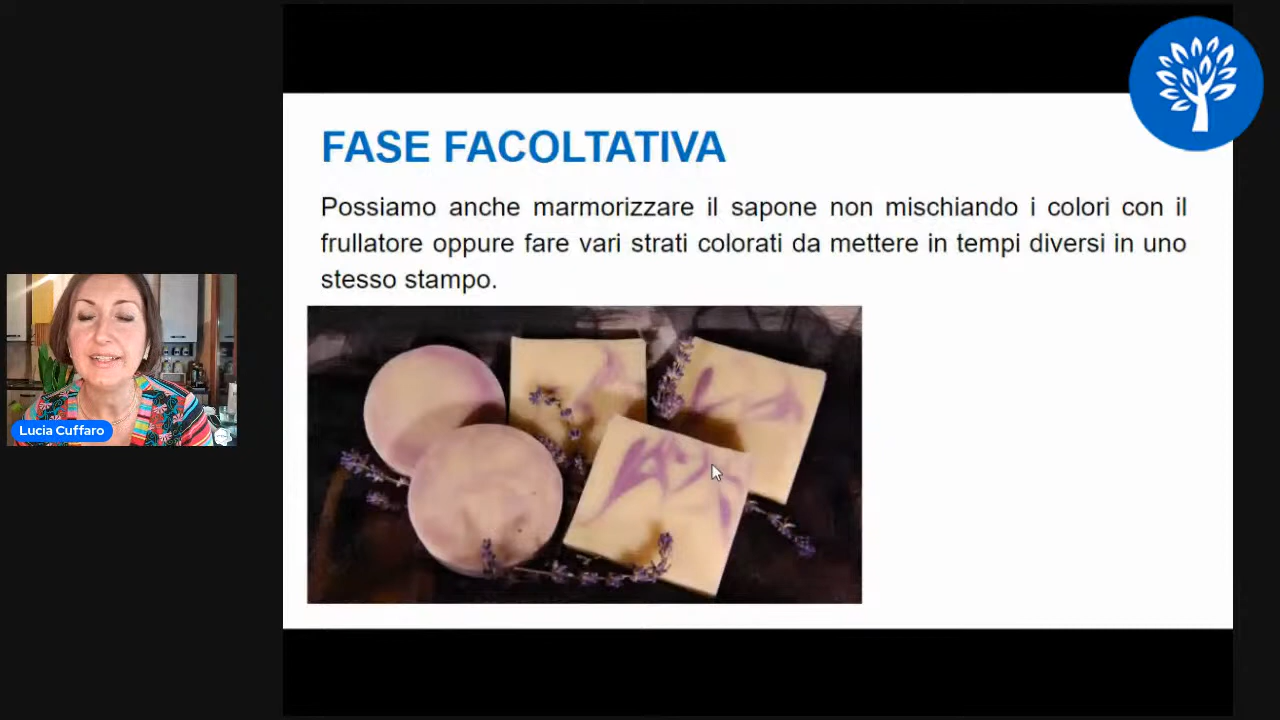 FASE FACOLTATIVA
Possiamo anche marmorizzare il sapone non mischiando i colori con il
frullatore oppure fare vari strati colorati da mettere in tempi diversi in uno
stesso stampo.
Lucia Cuffaro